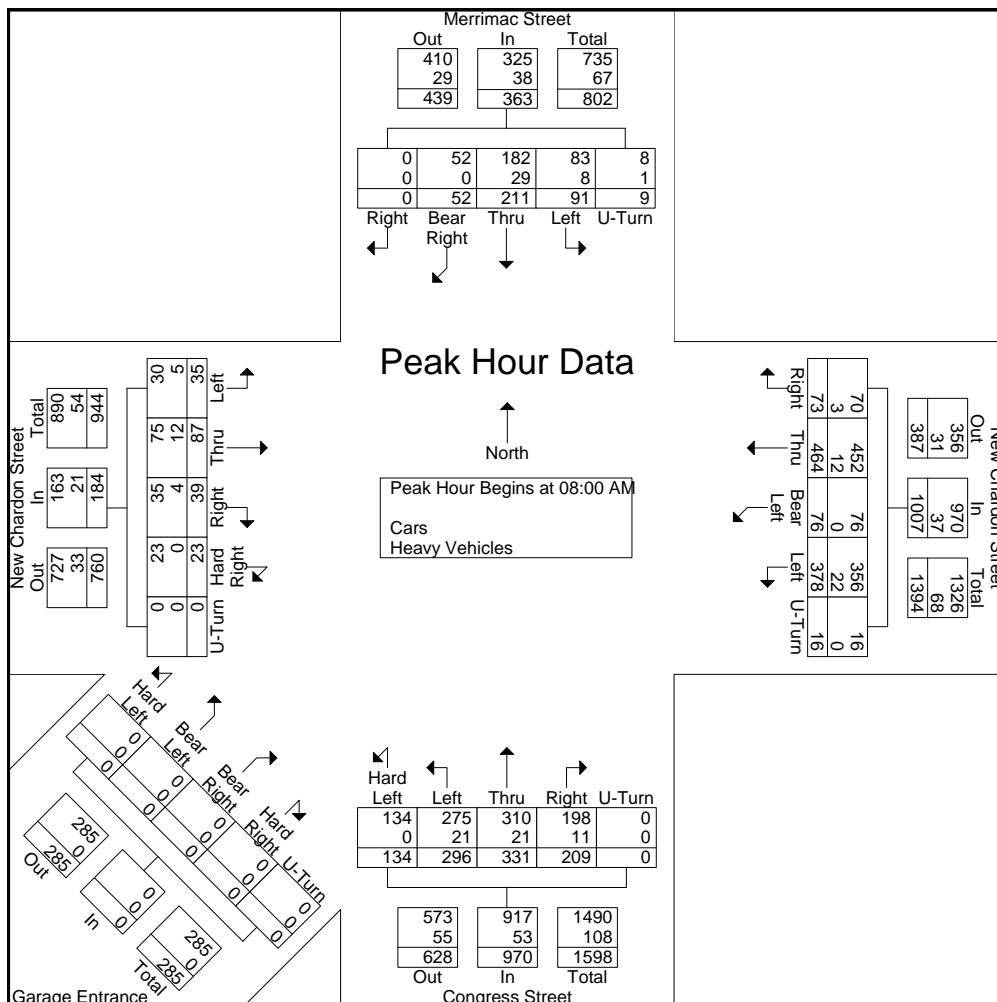 Merrimac Street
Out In Total
410 325 735
29 38 67
439 363 802
0 52 182 83 8
0 0 29 8 1
0 52 211 91 9
Right Bear Right Thru Left U-Turn
Peak Hour Data
North
Peak Hour Begins at 08:00 AM
Cars
Heavy Vehicles
New Chardon Street
Total In Out
890 163 727
54 21 33
944 184 760
Left Thru Right Hard Right U-Turn
30 75 35 23 0
5 12 4 0 0
35 87 39 23 0
New Chardon Street
Out In Total
356 970 1326
31 37 68
387 1007 1394
70 452 76 356 16
3 12 0 22 0
73 464 76 378 16
Right Thru Bear Left Left U-Turn
Hard Left Bear Left Bear Right Hard Right U-Turn
0 0 0 0 0
0 0 0 0 0
0 0 0 0 0
285 0 285
0 0 0
285 0 285
Out In Total
Garage Entrance
Hard Left Left Thru Right U-Turn
134 275 310 198 0
0 21 21 11 0
134 296 331 209 0
573 917 1490
55 53 108
628 970 1598
Out In Total
Congress Street